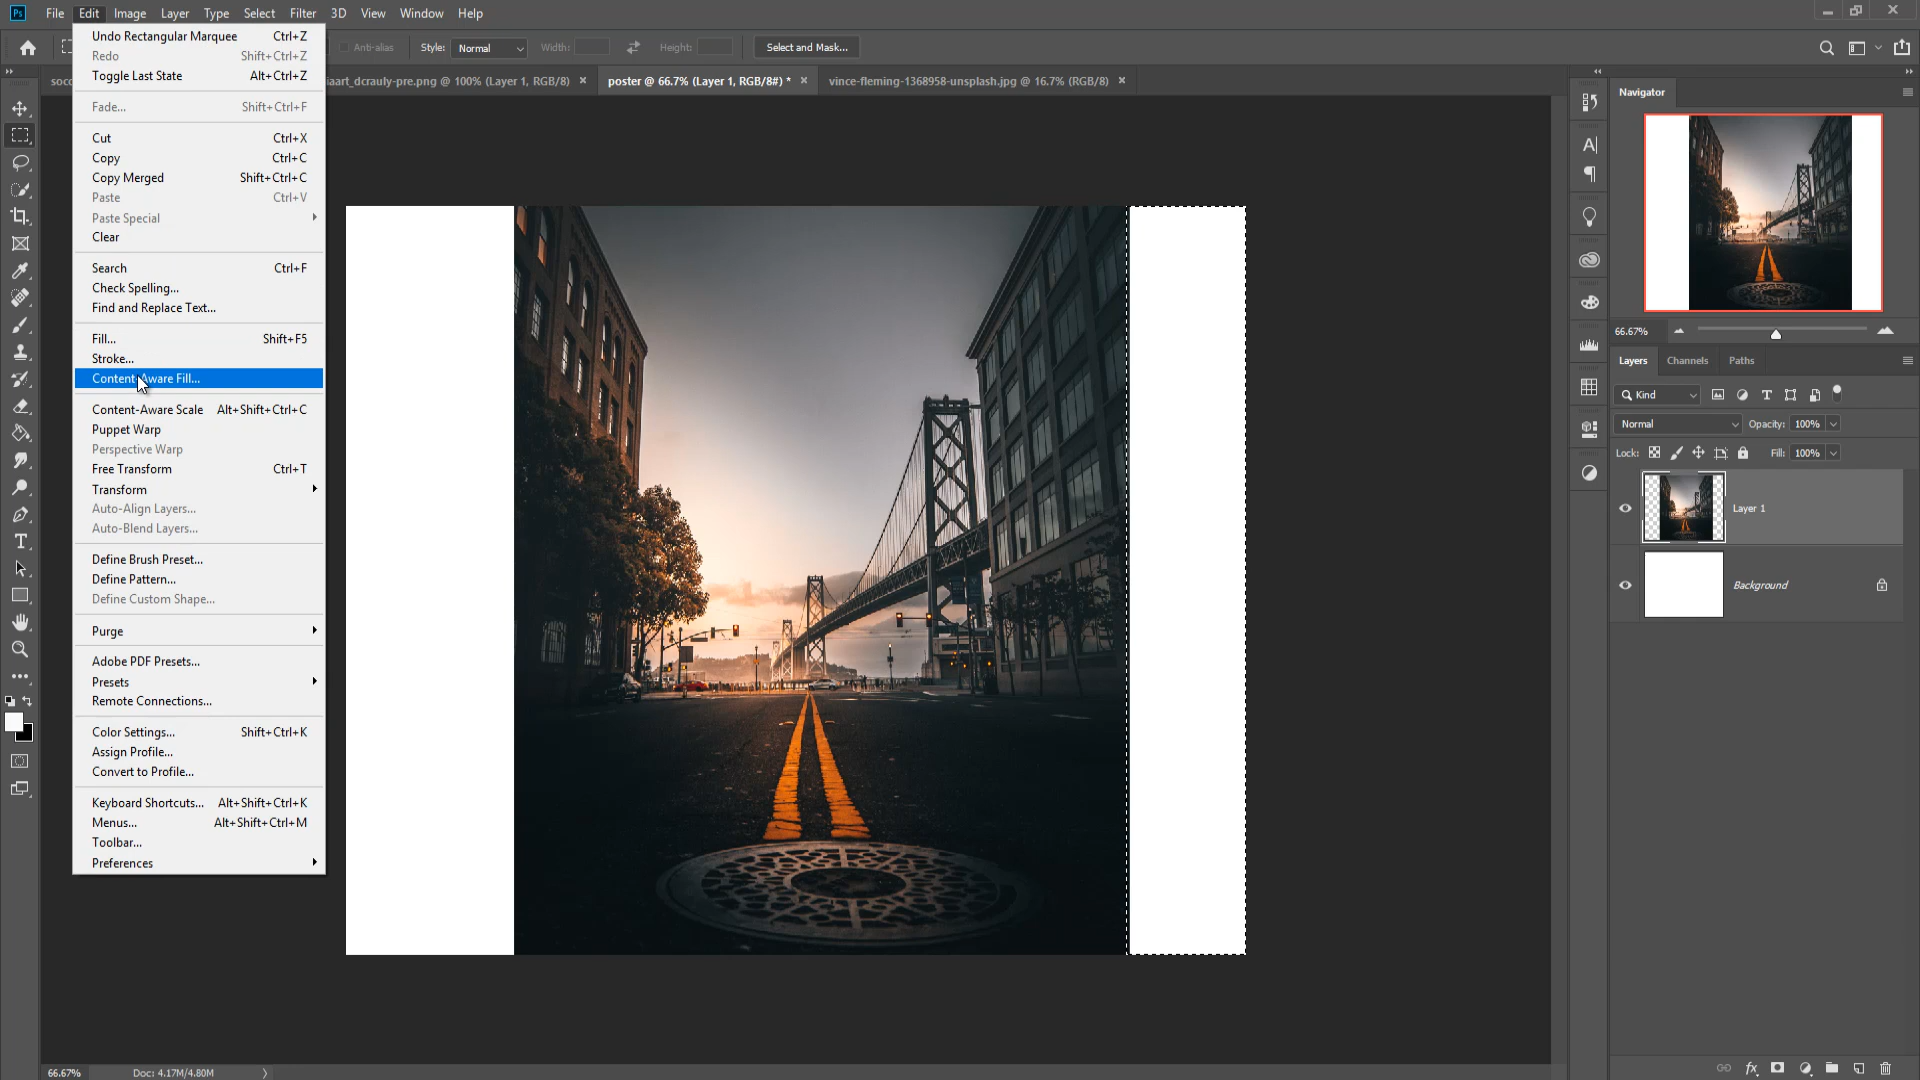 Ps File Edit Image Layer Type Select Filter 3D View Window Help
Anti-alias Style: Normal Width: Height: Select and Mask...
socc
iaart_dcrauly-pre.png @ 100% (Layer 1, RGB/8) × poster @ 66.7% (Layer 1, RGB/8#) * × vince-fleming-1368958-unsplash.jpg @ 16.7% (RGB/8) ×
Undo Rectangular Marquee Ctrl+Z
Redo Shift+Ctrl+Z
Toggle Last State Alt+Ctrl+Z
Fade... Shift+Ctrl+F
Cut Ctrl+X
Copy Ctrl+C
Copy Merged Shift+Ctrl+C
Paste Ctrl+V
Paste Special
Clear
Search Ctrl+F
Check Spelling...
Find and Replace Text...
Fill... Shift+F5
Stroke...
Content-Aware Fill...
Content-Aware Scale Alt+Shift+Ctrl+C
Puppet Warp
Perspective Warp
Free Transform Ctrl+T
Transform
Auto-Align Layers...
Auto-Blend Layers...
Define Brush Preset...
Define Pattern...
Define Custom Shape...
Purge
Adobe PDF Presets...
Presets
Remote Connections...
Color Settings... Shift+Ctrl+K
Assign Profile...
Convert to Profile...
Keyboard Shortcuts... Alt+Shift+Ctrl+K
Menus... Alt+Shift+Ctrl+M
Toolbar...
Preferences
Navigator
66.67%
Layers Channels Paths
Kind
Normal Opacity: 100%
Lock: Fill: 100%
Layer 1
Background
66.67% Doc: 4.17M/4.80M